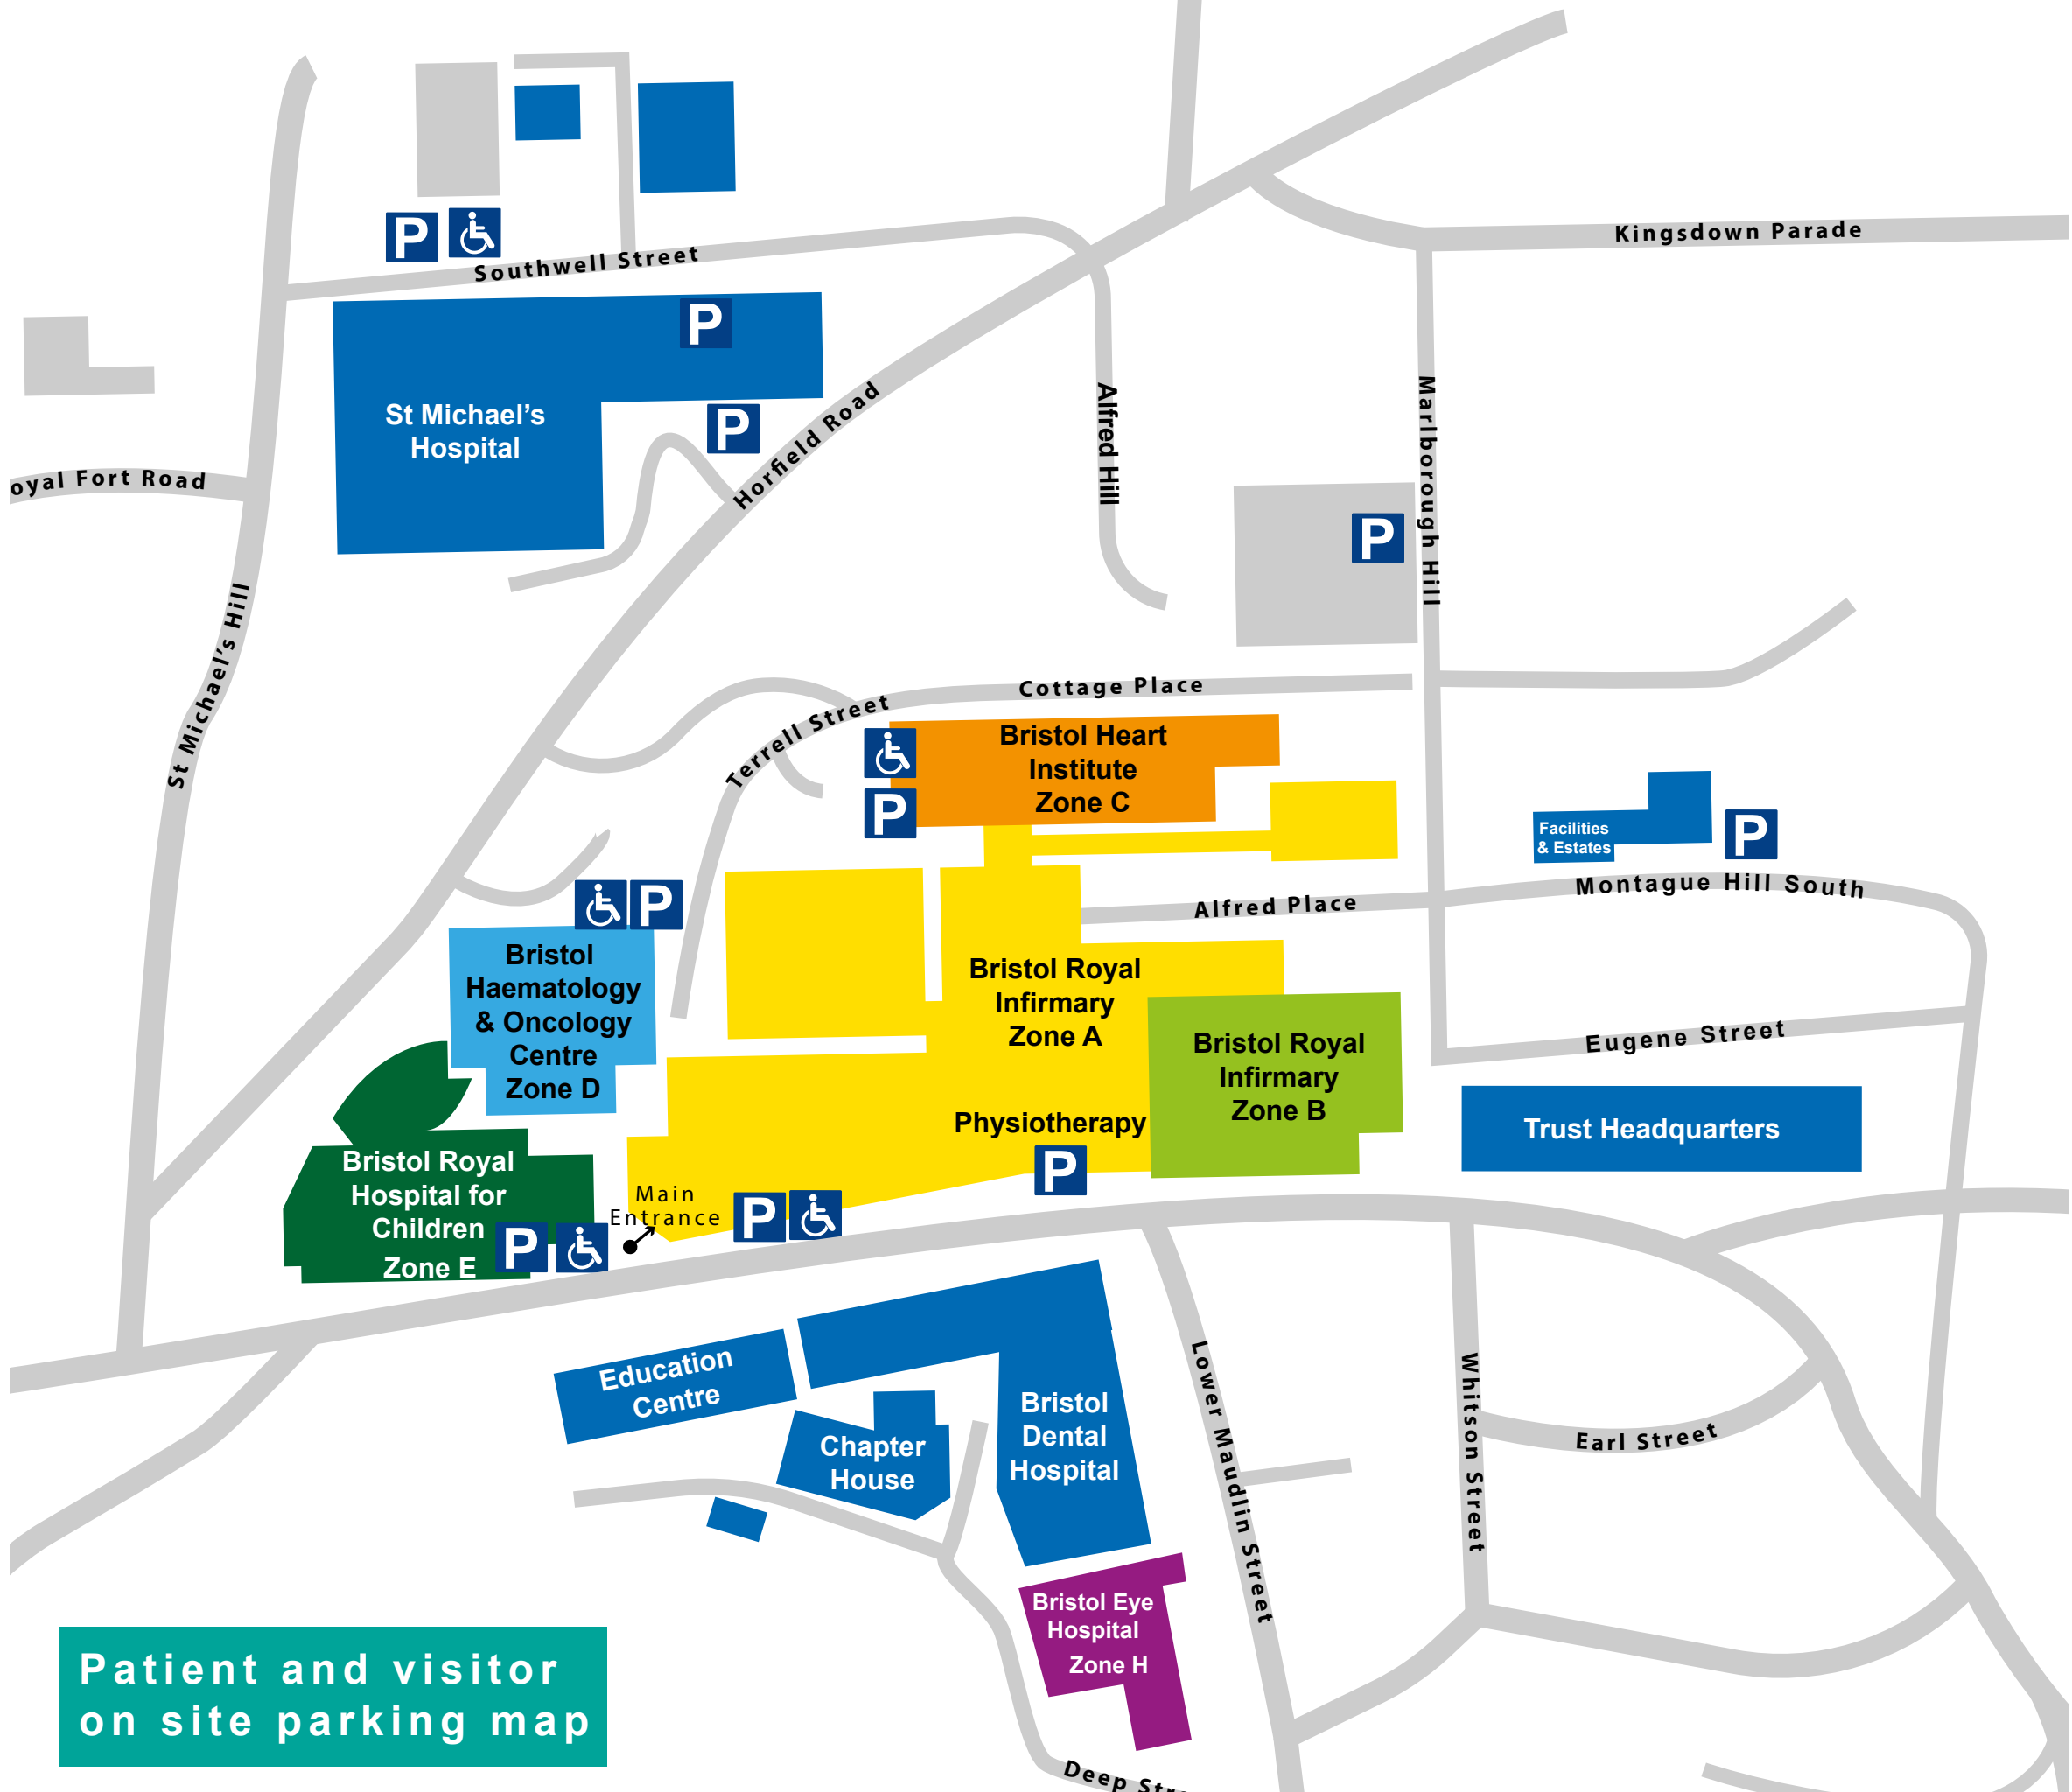 Southwell Street
Kingsdown Parade
P
P
P
St Michael's
Hospital
oyal Fort Road
Horfield Road
Alfred Hill
Marlborough Hill
P
St Michael's Hill
Cottage Place
Terrell Street
Bristol Heart
Institute
Zone C
P
Facilities
& Estates
P
Montague Hill South
Alfred Place
P
Bristol
Haematology
& Oncology
Centre
Zone D
Bristol Royal
Infirmary
Zone A
Bristol Royal
Infirmary
Zone B
Eugene Street
Physiotherapy
P
Trust Headquarters
Bristol Royal
Hospital for
Children
Zone E
P
Main
Entrance
P
Education
Centre
Chapter
House
Bristol
Dental
Hospital
Lower Maudlin Street
Whitson Street
Earl Street
Bristol Eye
Hospital
Zone H
Patient and visitor
on site parking map
Deep Stre